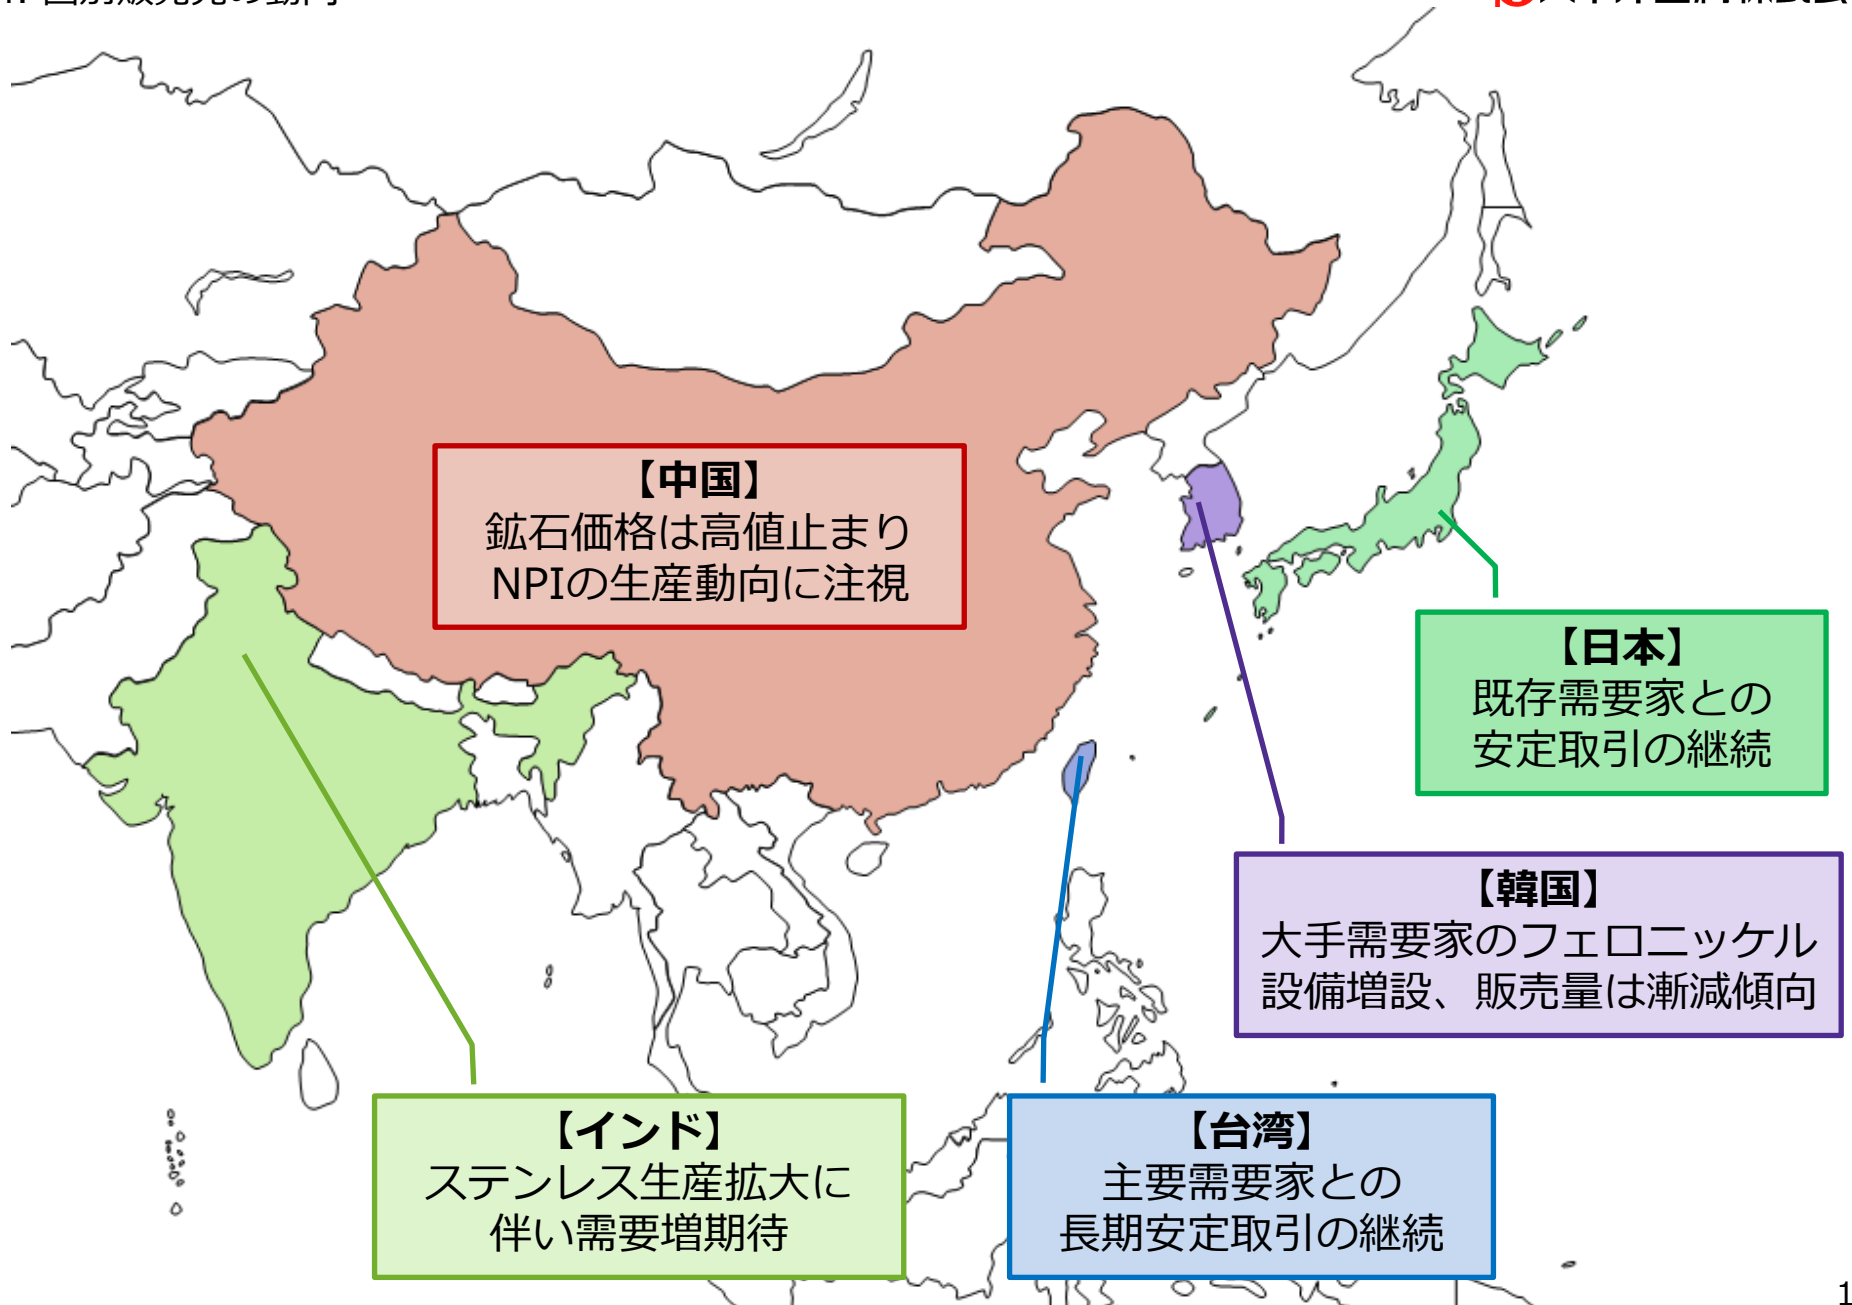 【中国】
鉱石価格は高値止まり
NPIの生産動向に注視
【日本】
既存需要家との
安定取引の継続
【韓国】
大手需要家のフェロニッケル
設備増設、販売量は漸減傾向
【インド】
ステンレス生産拡大に
伴い需要増期待
【台湾】
主要需要家との
長期安定取引の継続
1